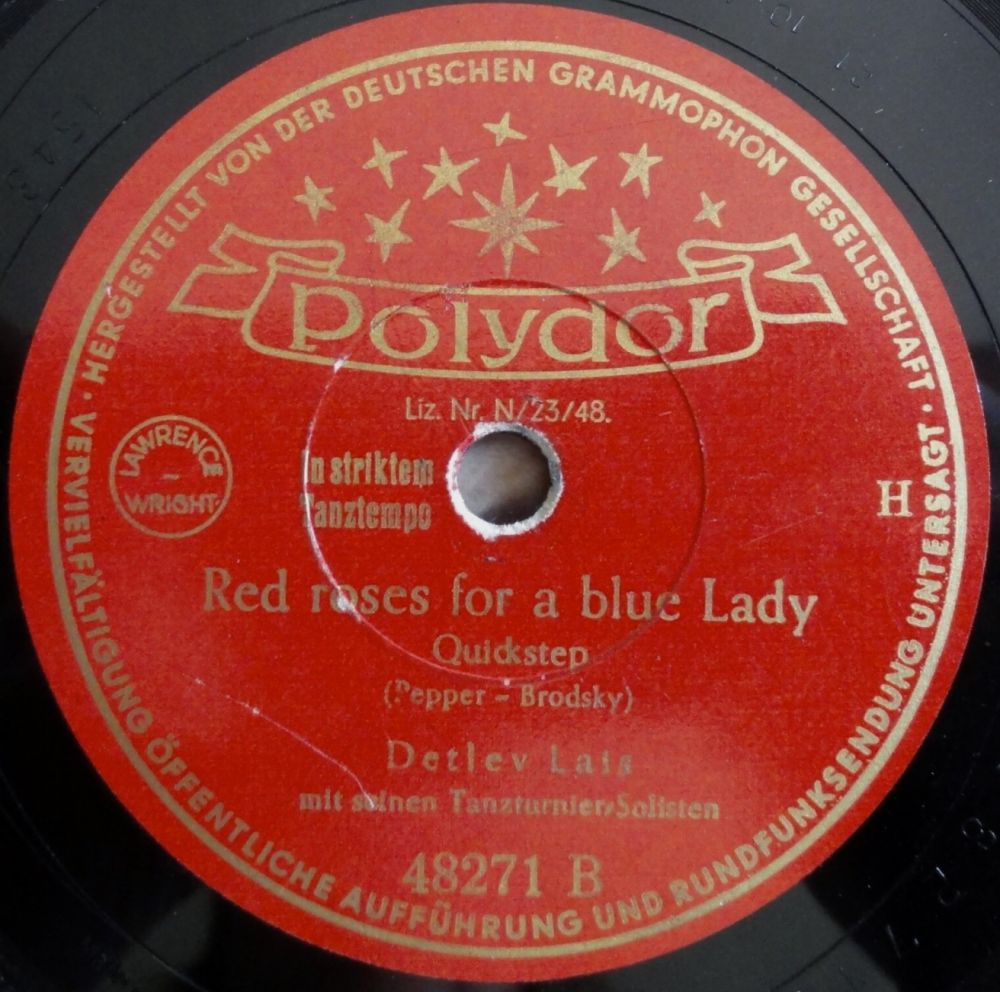 HERGESTELLT VON DER DEUTSCHEN GRAMMOPHON GESELLSCHAFT ·
VERVIELFÄLTIGUNG ÖFFENTLICHE AUFFÜHRUNG UND RUNDFUNKSENDUNG UNTERSAGT ·
Polydor
Liz. Nr. N/23/48.
LAWRENCE
–
WRIGHT
In striktem
Tanztempo
H
Red roses for a blue Lady
Quickstep
(Pepper – Brodsky)
Detlev Lais
mit seinen Tanzturnier-Solisten
48271 B